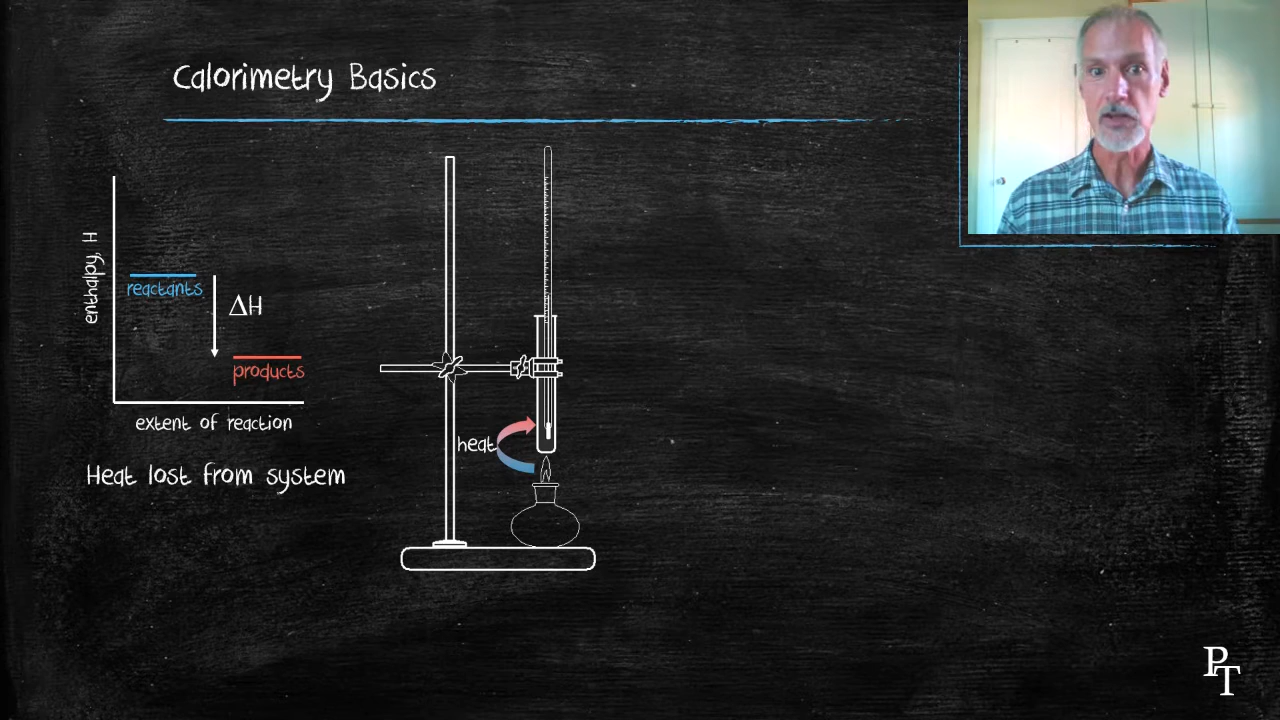 Calorimetry Basics
enthalpy, H
reactants
ΔH
products
extent of reaction
Heat lost from system
heat
PT